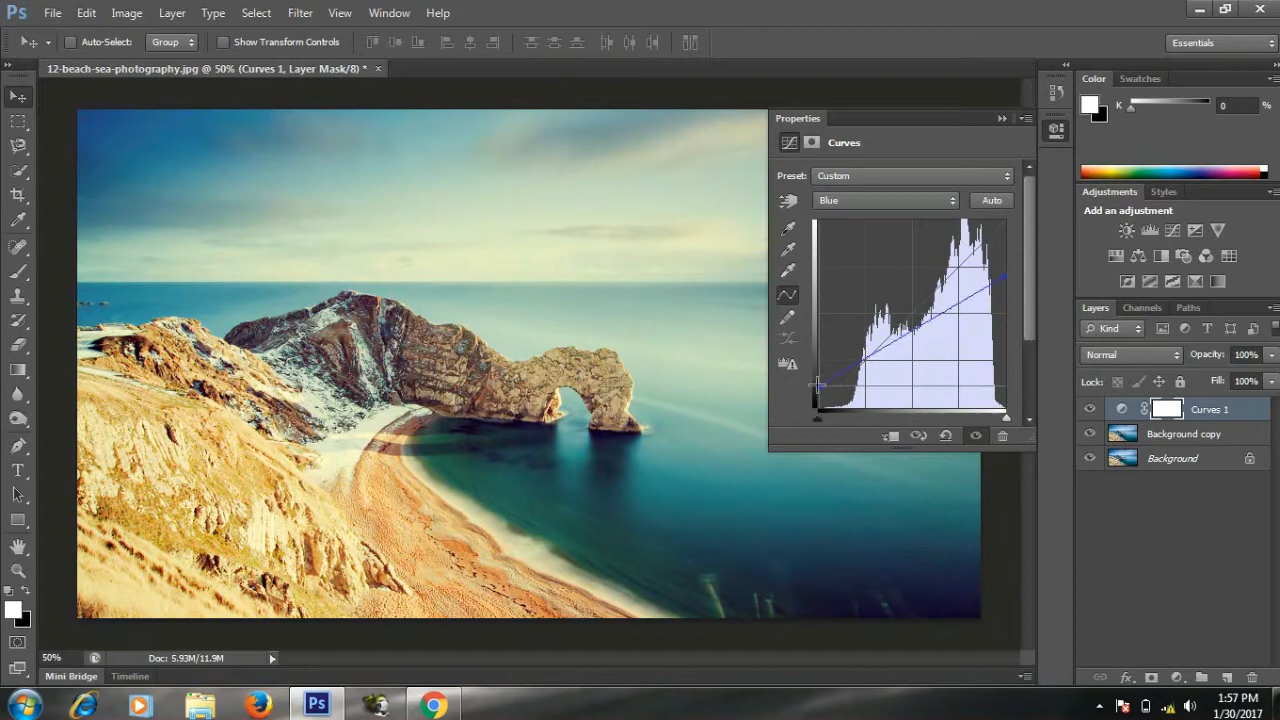 Ps File Edit Image Layer Type Select Filter View Window Help
Auto-Select: Group Show Transform Controls Essentials
12-beach-sea-photography.jpg @ 50% (Curves 1, Layer Mask/8) * ×
Properties
Curves
Preset: Custom
Blue Auto
Color Swatches
K 0 %
Adjustments Styles
Add an adjustment
Layers Channels Paths
Kind
Normal Opacity: 100%
Lock: Fill: 100%
Curves 1
Background copy
Background
50% Doc: 5.93M/11.9M
Mini Bridge Timeline
fx
Ps
1:57 PM
1/30/2017